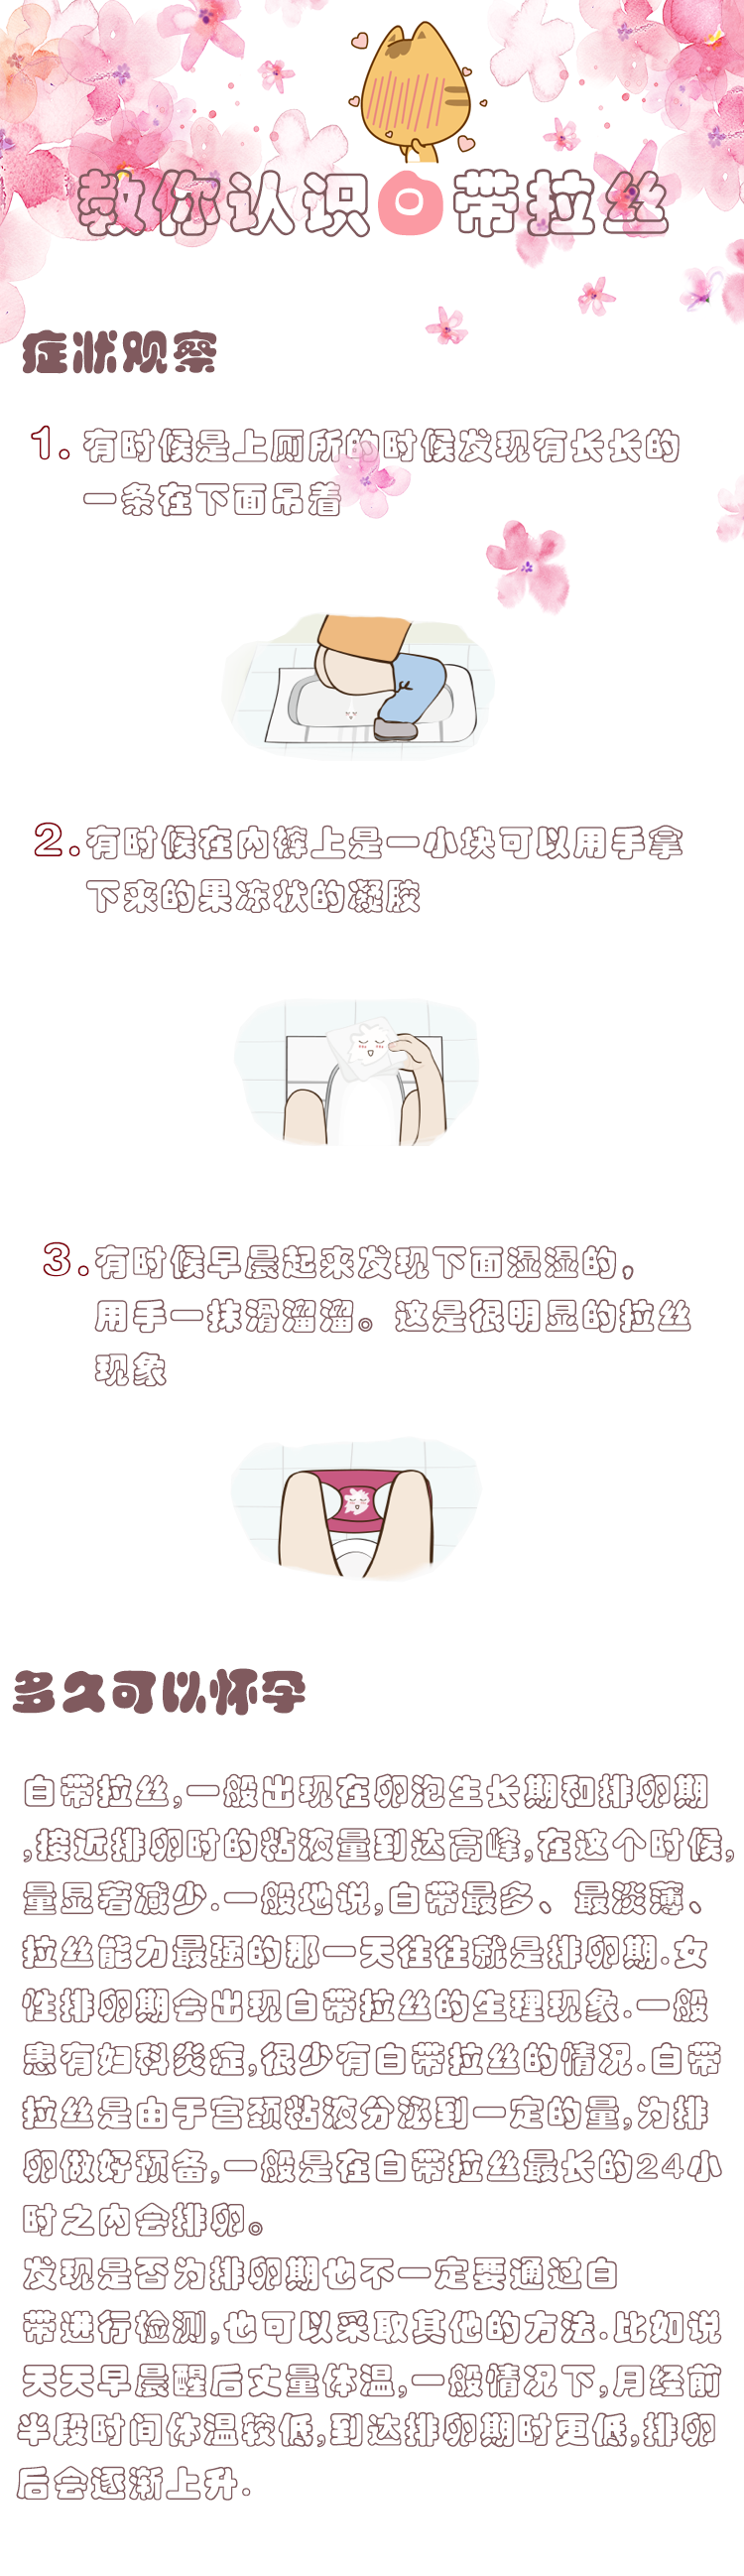 教你认识白带拉丝
症状观察
1. 有时候是上厕所的时候发现有长长的
一条在下面吊着
2. 有时候在内裤上是一小块可以用手拿
下来的果冻状的凝胶
3. 有时候早晨起来发现下面湿湿的,
用手一抹滑溜溜。这是很明显的拉丝
现象
多久可以怀孕
白带拉丝,一般出现在卵泡生长期和排卵期
,接近排卵时的粘液量到达高峰,在这个时候,
量显著减少.一般地说,白带最多、最淡薄、
拉丝能力最强的那一天往往就是排卵期.女
性排卵期会出现白带拉丝的生理现象.一般
患有妇科炎症,很少有白带拉丝的情况.白带
拉丝是由于宫颈粘液分泌到一定的量,为排
卵做好预备,一般是在白带拉丝最长的24小
时之内会排卵。
发现是否为排卵期也不一定要通过白
带进行检测,也可以采取其他的方法.比如说
天天早晨醒后丈量体温,一般情况下,月经前
半段时间体温较低,到达排卵期时更低,排卵
后会逐渐上升.